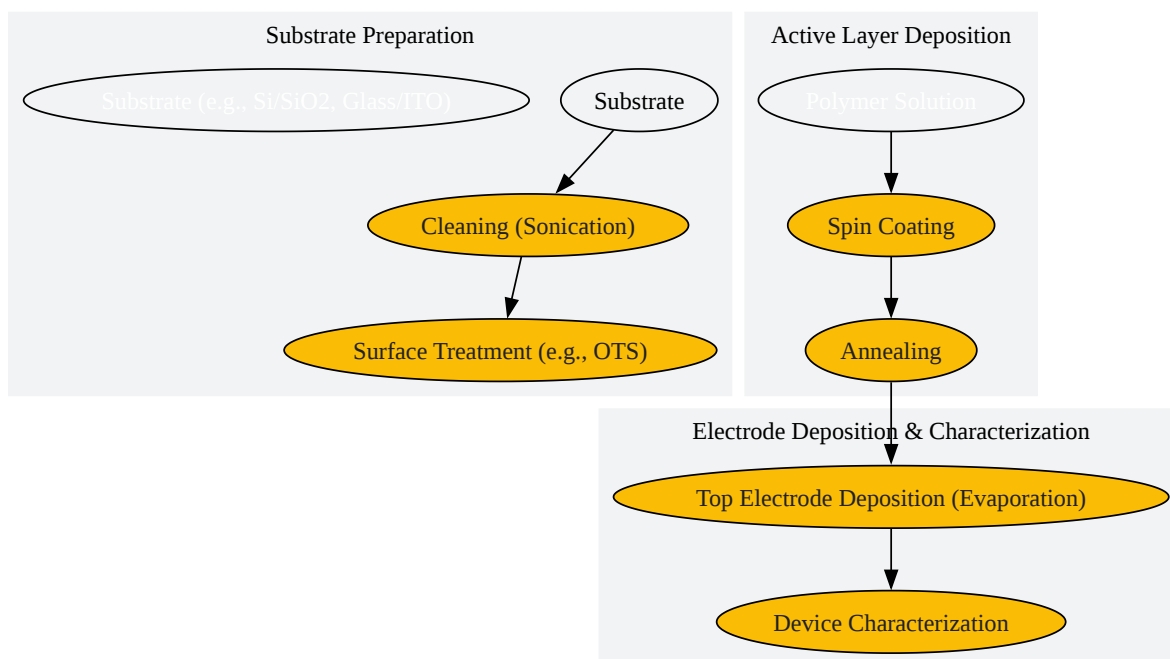 Substrate Preparation
Active Layer Deposition
Substrate (e.g., Si/SiO2, Glass/ITO)
Substrate
Polymer Solution
Cleaning (Sonication)
Spin Coating
Surface Treatment (e.g., OTS)
Annealing
Electrode Deposition & Characterization
Top Electrode Deposition (Evaporation)
Device Characterization